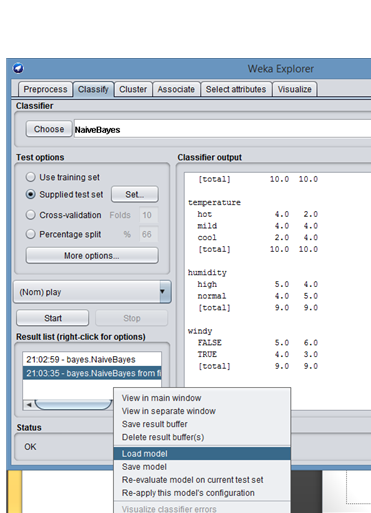 Weka Explorer
Preprocess Classify Cluster Associate Select attributes Visualize
Classifier
Choose NaiveBayes
Test options
Use training set
Supplied test set Set...
Cross-validation Folds 10
Percentage split % 66
More options...
(Nom) play
Start Stop
Result list (right-click for options)
21:02:59 - bayes.NaiveBayes
21:03:35 - bayes.NaiveBayes from fi
Classifier output
[total] 10.0 10.0
temperature
hot 4.0 2.0
mild 4.0 4.0
cool 2.0 4.0
[total] 10.0 10.0
humidity
high 5.0 4.0
normal 4.0 5.0
[total] 9.0 9.0
windy
FALSE 5.0 6.0
TRUE 4.0 3.0
[total] 9.0 9.0
View in main window
View in separate window
Save result buffer
Delete result buffer(s)
Load model
Save model
Re-evaluate model on current test set
Re-apply this model's configuration
Visualize classifier errors
Status
OK